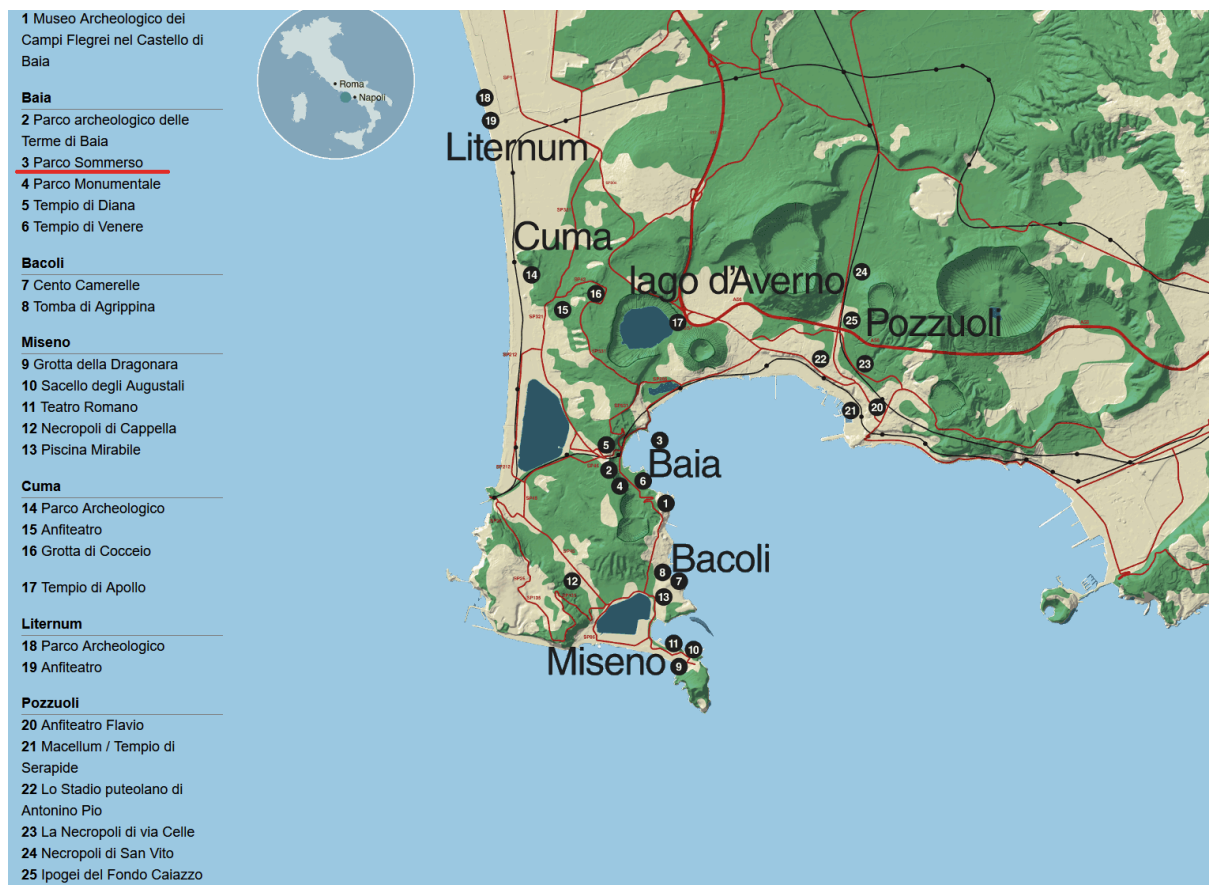 1 Museo Archeologico dei
Campi Flegrei nel Castello di
Baia
Baia
2 Parco archeologico delle
Terme di Baia
3 Parco Sommerso
4 Parco Monumentale
5 Tempio di Diana
6 Tempio di Venere
Bacoli
7 Cento Camerelle
8 Tomba di Agrippina
Miseno
9 Grotta della Dragonara
10 Sacello degli Augustali
11 Teatro Romano
12 Necropoli di Cappella
13 Piscina Mirabile
Cuma
14 Parco Archeologico
15 Anfiteatro
16 Grotta di Cocceio
17 Tempio di Apollo
Liternum
18 Parco Archeologico
19 Anfiteatro
Pozzuoli
20 Anfiteatro Flavio
21 Macellum / Tempio di
Serapide
22 Lo Stadio puteolano di
Antonino Pio
23 La Necropoli di via Celle
24 Necropoli di San Vito
25 Ipogei del Fondo Caiazzo
Roma
Napoli
SP1
18
19
Liternum
Cuma
14
16
15
lago d'Averno
17
24
25
Pozzuoli
22
23
21
20
5
3
Baia
2
4
6
1
Bacoli
8
7
12
13
11
10
Miseno
9